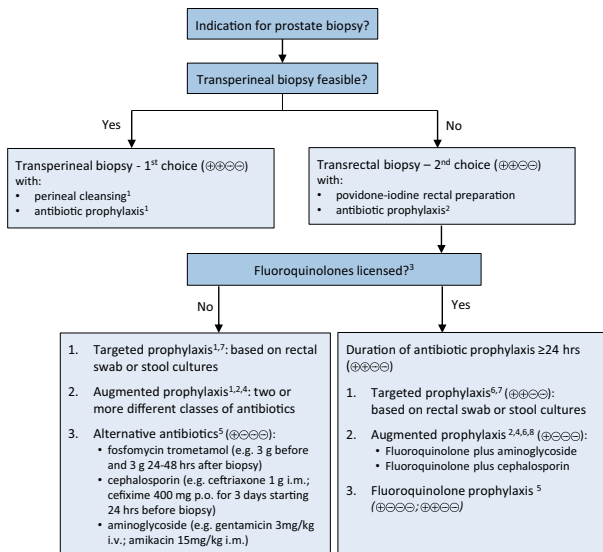 Indication for prostate biopsy?
Transperineal biopsy feasible?
Yes
No
Transperineal biopsy - 1st choice (⊕⊕⊖⊖)
with:
• perineal cleansing1
• antibiotic prophylaxis1
Transrectal biopsy – 2nd choice (⊕⊕⊖⊖)
with:
• povidone-iodine rectal preparation
• antibiotic prophylaxis2
Fluoroquinolones licensed?3
No
Yes
1. Targeted prophylaxis1,7: based on rectal
swab or stool cultures
2. Augmented prophylaxis1,2,4: two or
more different classes of antibiotics
3. Alternative antibiotics5 (⊕⊖⊖⊖):
• fosfomycin trometamol (e.g. 3 g before
and 3 g 24-48 hrs after biopsy)
• cephalosporin (e.g. ceftriaxone 1 g i.m.;
cefixime 400 mg p.o. for 3 days starting
24 hrs before biopsy)
• aminoglycoside (e.g. gentamicin 3mg/kg
i.v.; amikacin 15mg/kg i.m.)
Duration of antibiotic prophylaxis ≥24 hrs
(⊕⊕⊖⊖)
1. Targeted prophylaxis6,7 (⊕⊕⊖⊖):
based on rectal swab or stool cultures
2. Augmented prophylaxis 2,4,6,8 (⊕⊖⊖⊖):
• Fluoroquinolone plus aminoglycoside
• Fluoroquinolone plus cephalosporin
3. Fluoroquinolone prophylaxis 5
(⊕⊖⊖⊖; ⊕⊕⊖⊖)